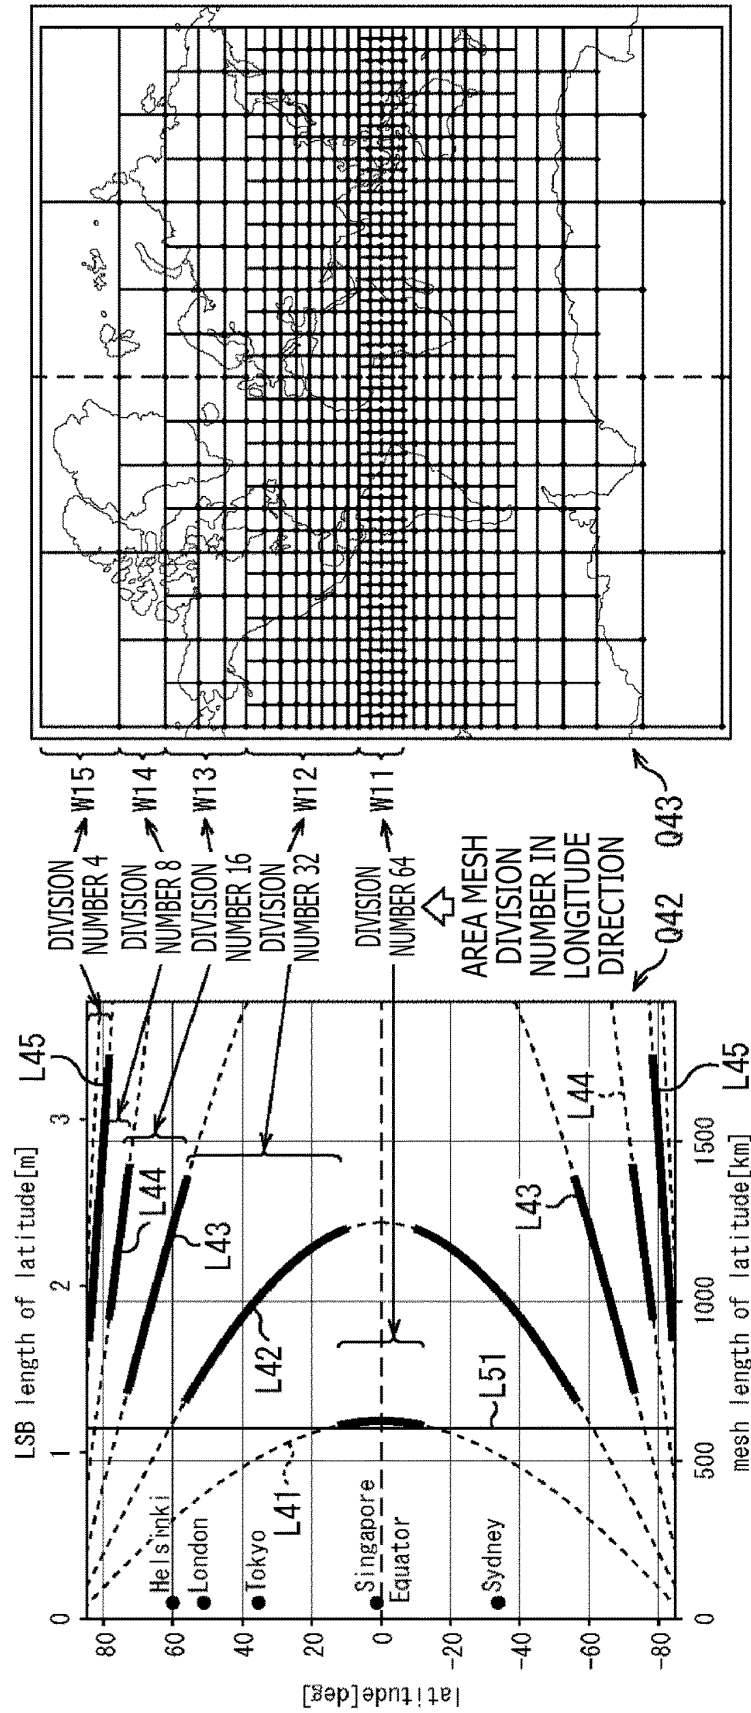 LSB length of latitude[m]
0
1
2
3
L45
L44
L43
L42
L41
L51
L43
L44
L45
latitude[deg]
80
60
40
20
0
-20
-40
-60
-80
Helsinki
London
Tokyo
Singapore
Equator
Sydney
0
500
1000
1500
mesh length of latitude[km]
Q42
DIVISION
NUMBER 4
DIVISION
NUMBER 8
DIVISION
NUMBER 16
DIVISION
NUMBER 32
DIVISION
NUMBER 64
AREA MESH
DIVISION
NUMBER IN
LONGITUDE
DIRECTION
W15
W14
W13
W12
W11
Q43